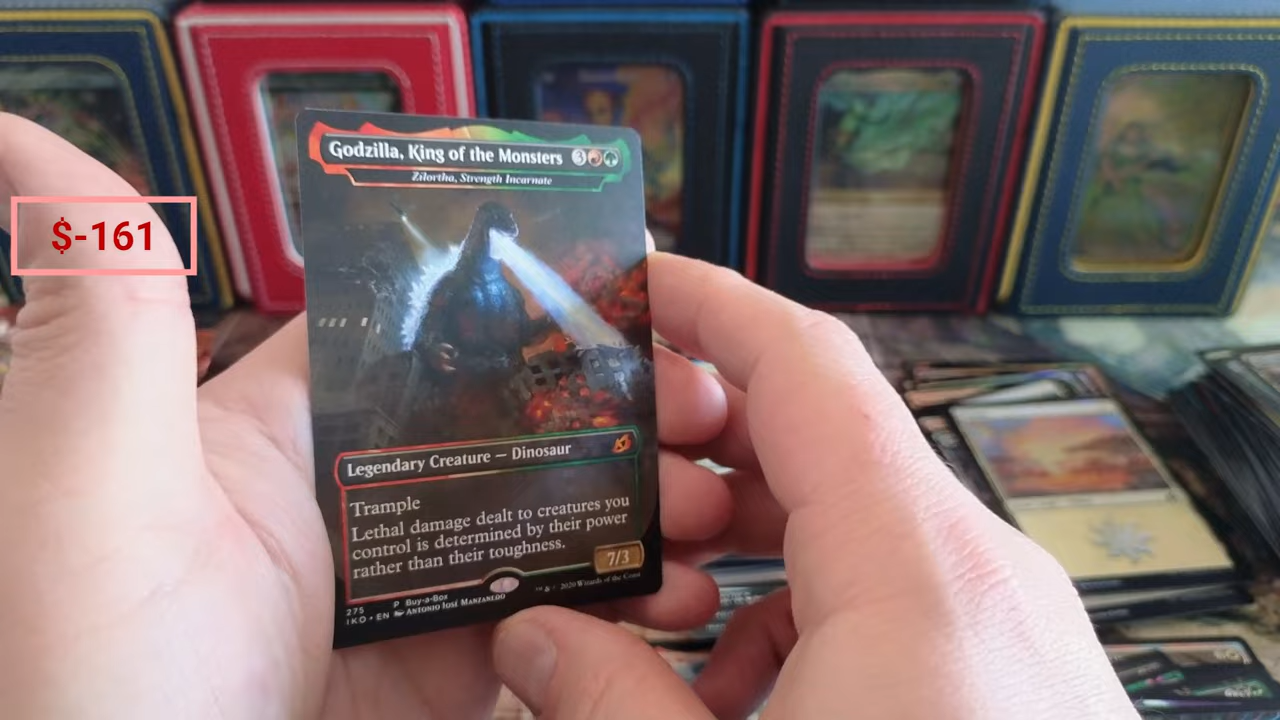 Godzilla, King of the Monsters 3
Zilortha, Strength Incarnate
$-161
Legendary Creature — Dinosaur
Trample
Lethal damage dealt to creatures you
control is determined by their power
rather than their toughness.
7/3
275 P Buy-a-Box
IKO • EN ANTONIO JOSÉ MANZANEDO ™ & © 2020 Wizards of the Coast